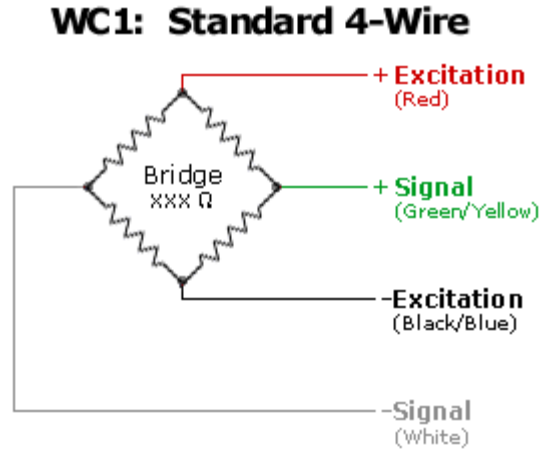 WC1: Standard 4-Wire
+ Excitation
(Red)
Bridge
xxx Ω
+ Signal
(Green/Yellow)
-Excitation
(Black/Blue)
-Signal
(White)